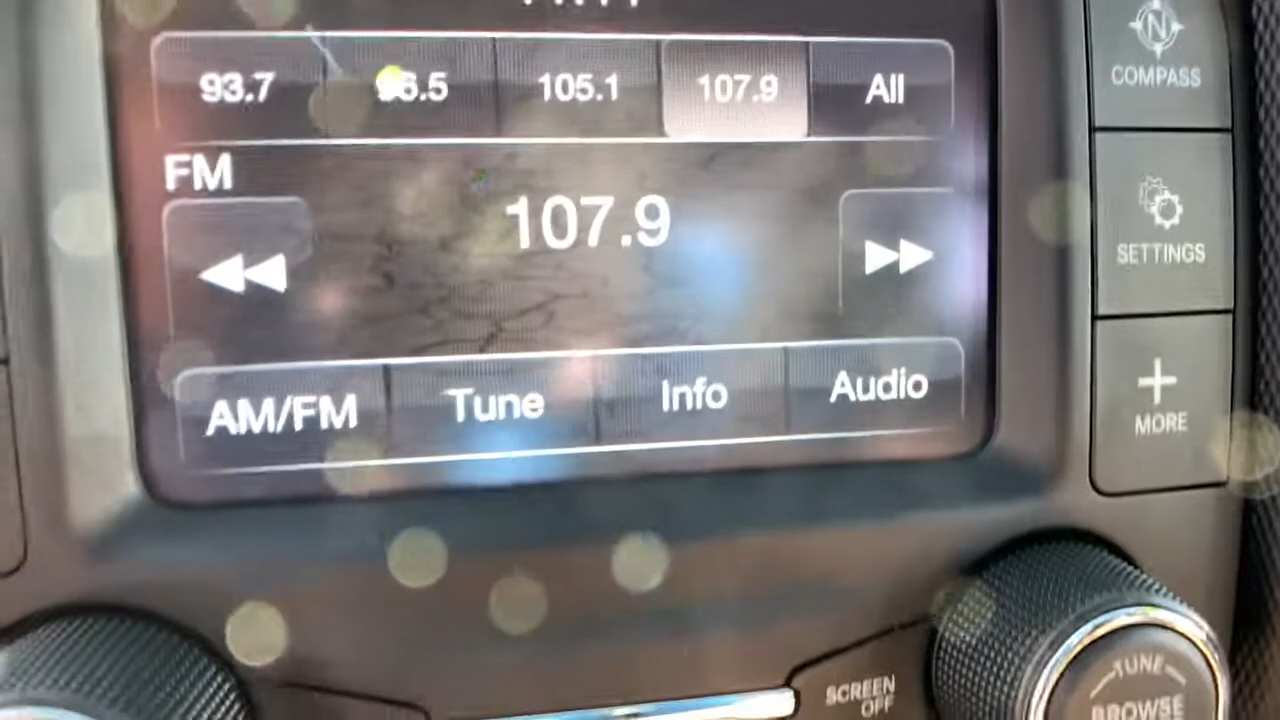 93.7
96.5
105.1
107.9
All
FM
107.9
AM/FM
Tune
Info
Audio
N
COMPASS
SETTINGS
MORE
SCREEN
OFF
TUNE
BROWSE